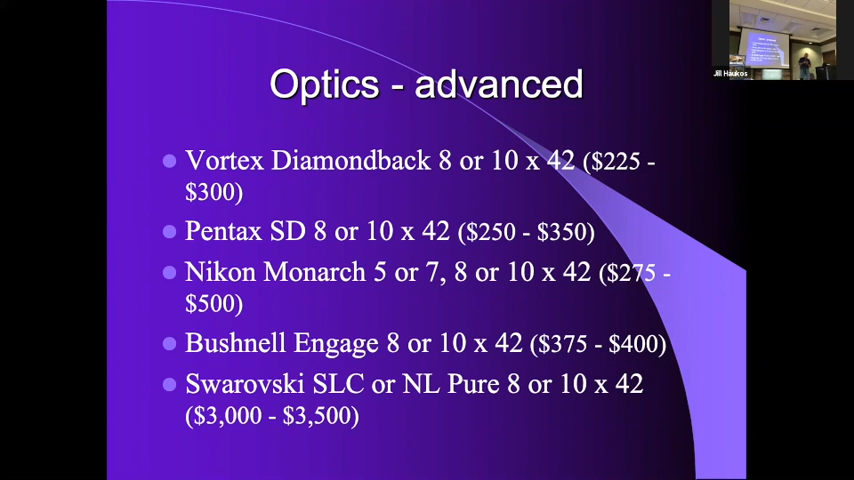 Optics - advanced
Jill Haukos
Vortex Diamondback 8 or 10 x 42 ($225 -
$300)
Pentax SD 8 or 10 x 42 ($250 - $350)
Nikon Monarch 5 or 7, 8 or 10 x 42 ($275 -
$500)
Bushnell Engage 8 or 10 x 42 ($375 - $400)
Swarovski SLC or NL Pure 8 or 10 x 42
($3,000 - $3,500)